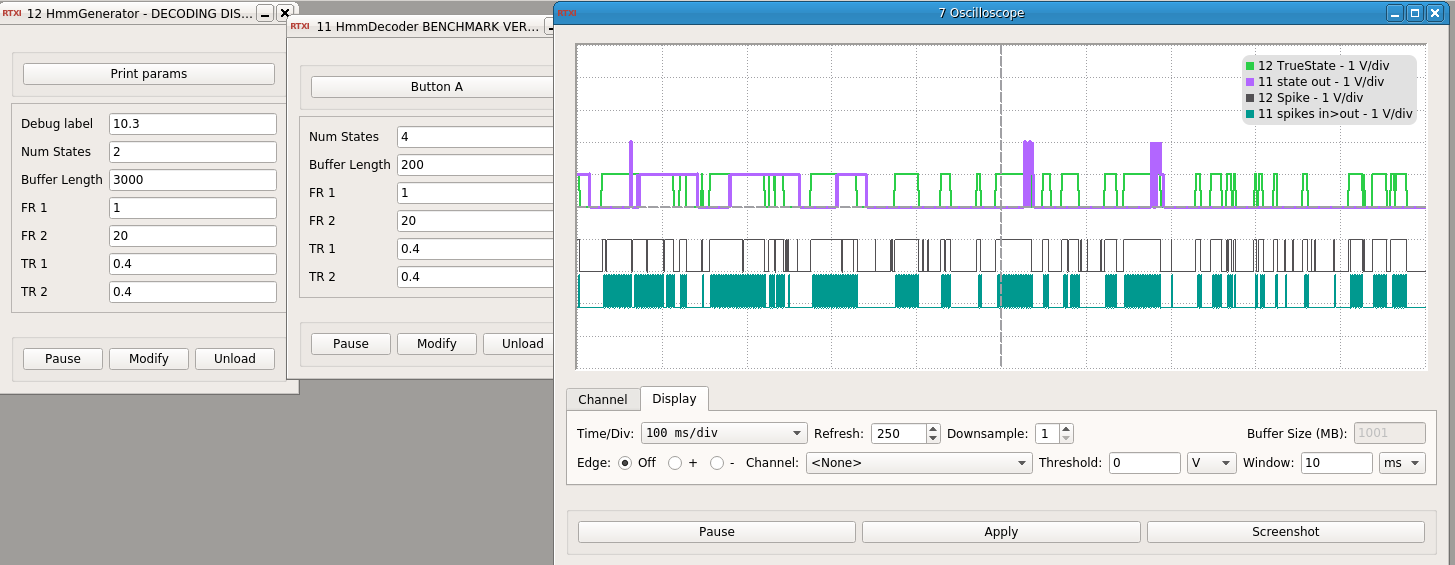 RTXI 12 HmmGenerator - DECODING DIS...
Print params
Debug label 10.3
Num States 2
Buffer Length 3000
FR 1 1
FR 2 20
TR 1 0.4
TR 2 0.4
Pause Modify Unload
RTXI 11 HmmDecoder BENCHMARK VER...
Button A
Num States 4
Buffer Length 200
FR 1 1
FR 2 20
TR 1 0.4
TR 2 0.4
Pause Modify Unload
RTXI 7 Oscilloscope
12 TrueState - 1 V/div
11 state out - 1 V/div
12 Spike - 1 V/div
11 spikes in>out - 1 V/div
Channel Display
Time/Div: 100 ms/div Refresh: 250 Downsample: 1 Buffer Size (MB): 1001
Edge: Off + - Channel: <None> Threshold: 0 V Window: 10 ms
Pause Apply Screenshot